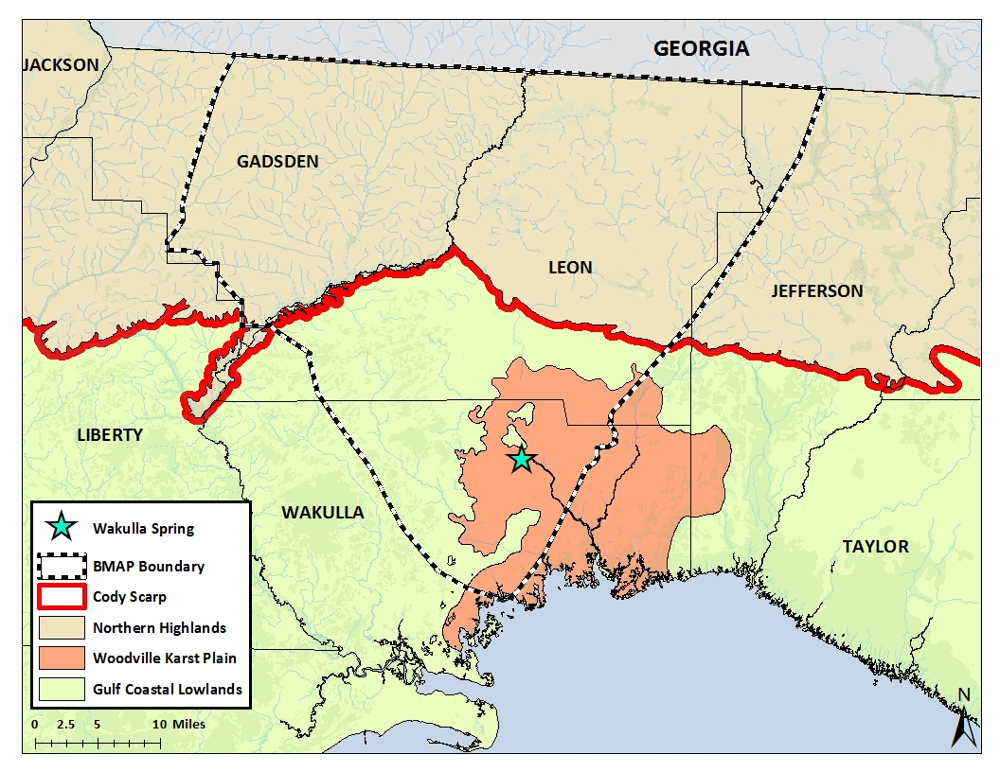 GEORGIA
JACKSON
GADSDEN
LEON
JEFFERSON
LIBERTY
WAKULLA
TAYLOR
Wakulla Spring
BMAP Boundary
Cody Scarp
Northern Highlands
Woodville Karst Plain
Gulf Coastal Lowlands
0 2.5 5 10 Miles
N